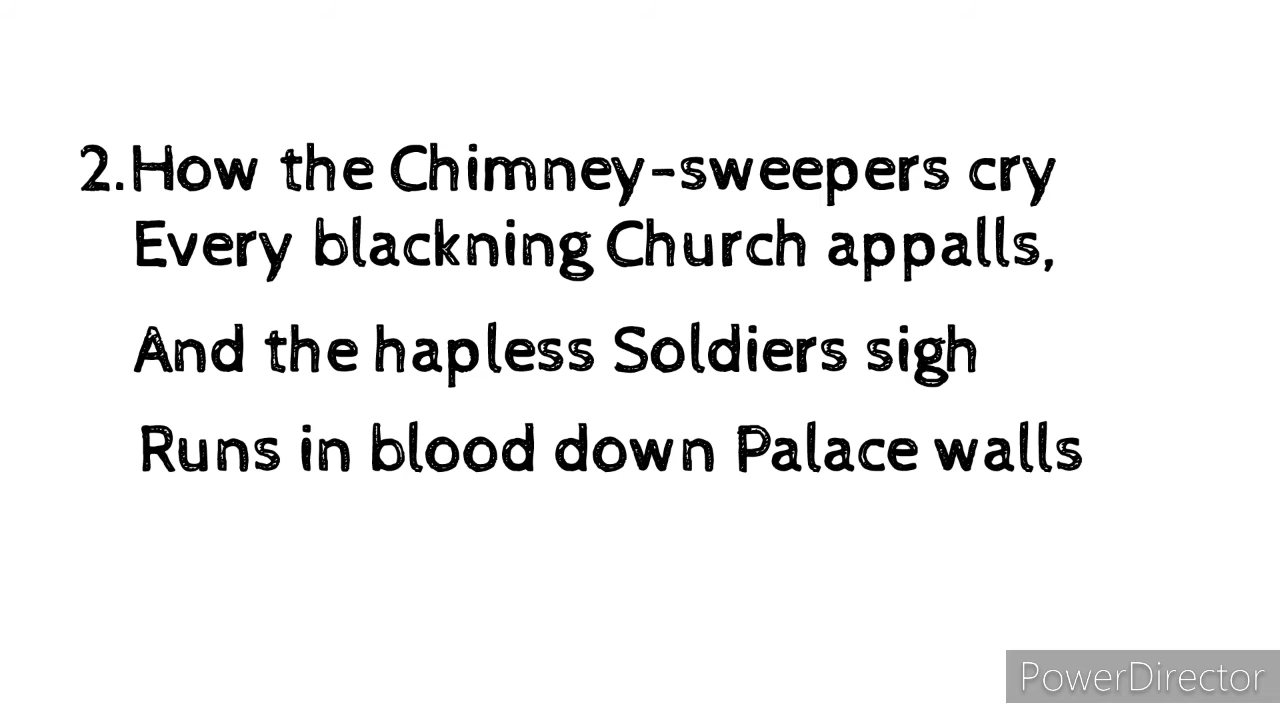 2.How the Chimney-sweepers cry
Every blackning Church appalls,
And the hapless Soldiers sigh
Runs in blood down Palace walls
PowerDirector